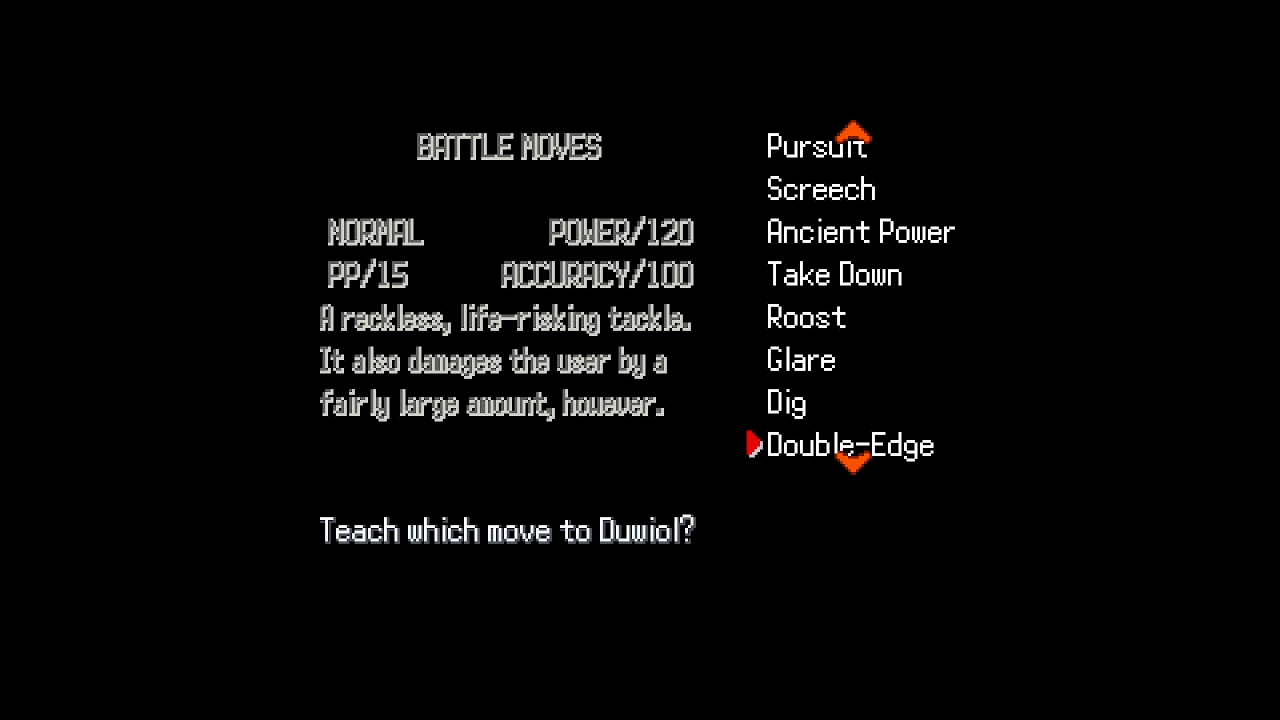 BATTLE MOVES
NORMAL POWER/120
PP/15 ACCURACY/100
A reckless, life-risking tackle.
It also damages the user by a
fairly large amount, however.
Teach which move to Duwiol?
Pursuit
Screech
Ancient Power
Take Down
Roost
Glare
Dig
Double-Edge